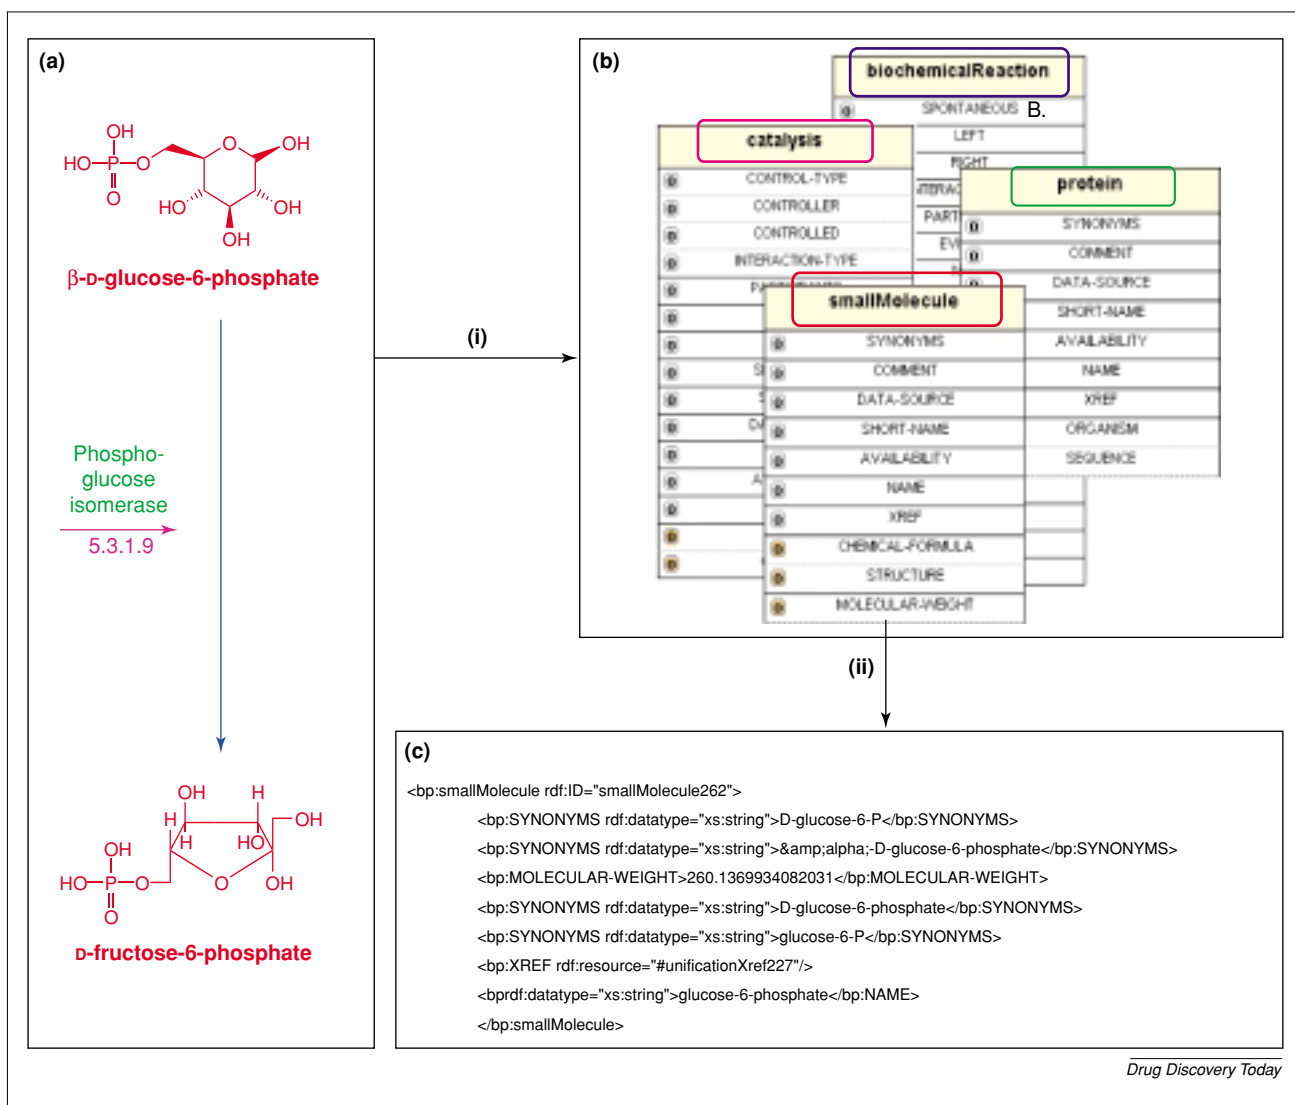 (a)
OH
HO
P
O
O
O
OH
HO
OH
OH
β-D-glucose-6-phosphate
Phospho-
glucose
isomerase
5.3.1.9
OH
H
H
H
HO
OH
OH
HO
P
O
O
O
OH
D-fructose-6-phosphate
(i)
(b)
biochemicalReaction
SPONTANEOUS B.
LEFT
RIGHT
catalysis
CONTROL-TYPE
CONTROLLER
CONTROLLED
INTERACTION-TYPE
protein
SYNONYMS
COMMENT
DATA-SOURCE
SHORT-NAME
AVAILABILITY
NAME
XREF
ORGANISM
SEQUENCE
smallMolecule
SYNONYMS
COMMENT
DATA-SOURCE
SHORT-NAME
AVAILABILITY
NAME
XREF
CHEMICAL-FORMULA
STRUCTURE
MOLECULAR-WEIGHT
(ii)
(c)
<bp:smallMolecule rdf:ID="smallMolecule262">
<bp:SYNONYMS rdf:datatype="xs:string">D-glucose-6-P</bp:SYNONYMS>
<bp:SYNONYMS rdf:datatype="xs:string">&amp;alpha;-D-glucose-6-phosphate</bp:SYNONYMS>
<bp:MOLECULAR-WEIGHT>260.1369934082031</bp:MOLECULAR-WEIGHT>
<bp:SYNONYMS rdf:datatype="xs:string">D-glucose-6-phosphate</bp:SYNONYMS>
<bp:SYNONYMS rdf:datatype="xs:string">glucose-6-P</bp:SYNONYMS>
<bp:XREF rdf:resource="#unificationXref227"/>
<bprdf:datatype="xs:string">glucose-6-phosphate</bp:NAME>
</bp:smallMolecule>
Drug Discovery Today